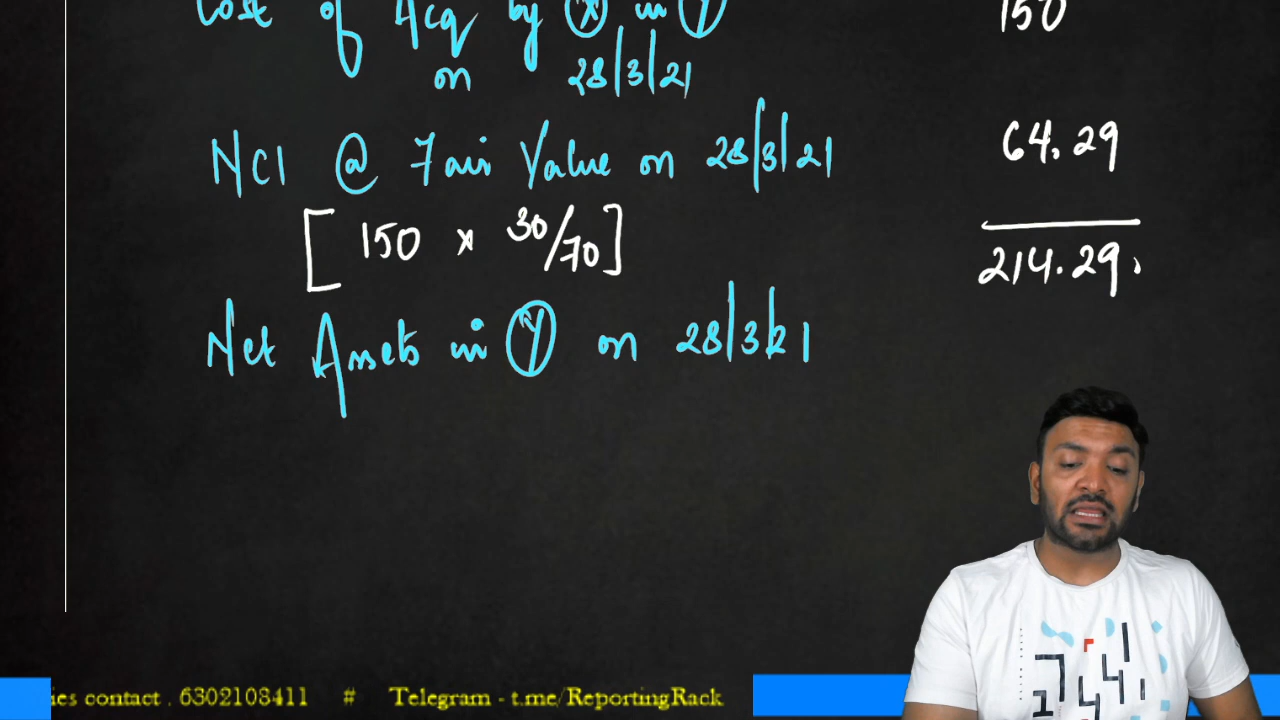 Cost of Acq by X in Y 150
on 28/3/21
NCI @ Fair Value on 28/3/21 64.29
[150 x 30/70]
214.29
Net Assets in Y on 28/3/21
ies contact . 6302108411 # Telegram - t.me/ReportingRack